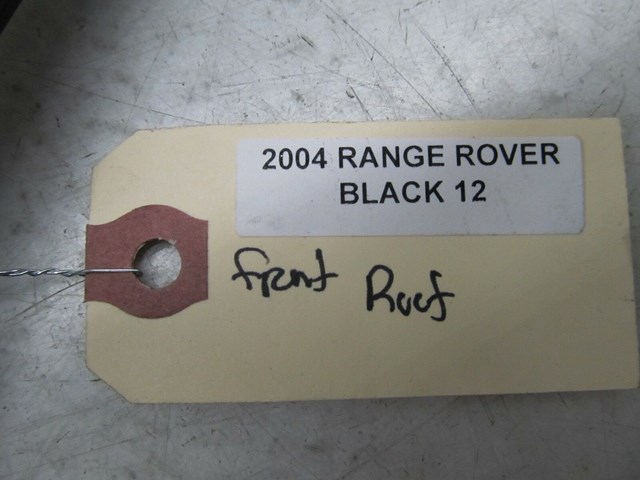 2004 RANGE ROVER
BLACK 12
front Roof